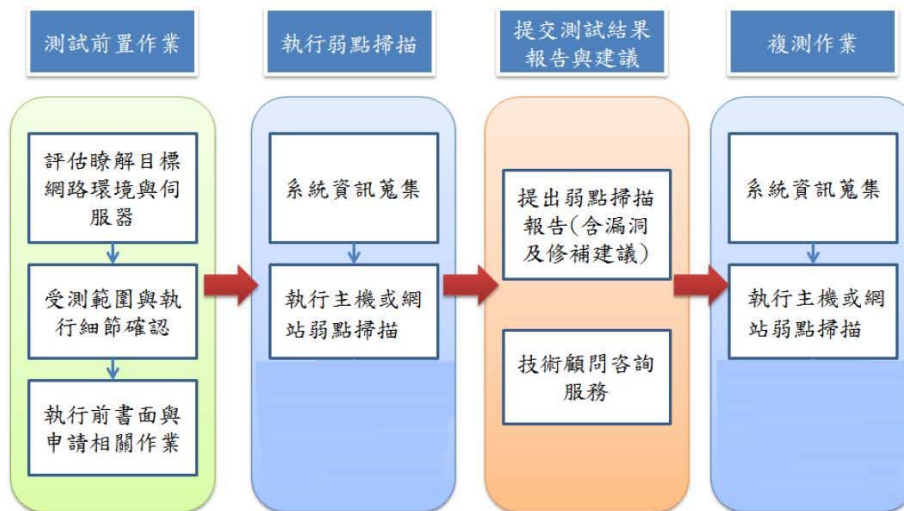 測試前置作業
執行弱點掃描
提交測試結果
報告與建議
複測作業
評估瞭解目標
網路環境與伺
服器
受測範圍與執
行細節確認
執行前書面與
申請相關作業
系統資訊蒐集
執行主機或網
站弱點掃描
提出弱點掃描
報告(含漏洞
及修補建議)
技術顧問咨詢
服務
系統資訊蒐集
執行主機或網
站弱點掃描